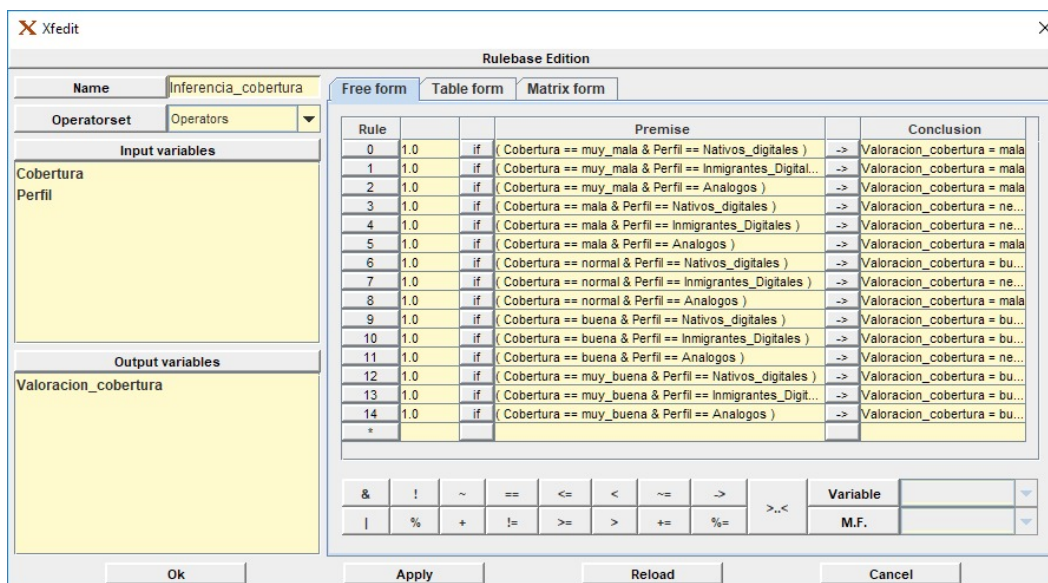 Xfedit
Rulebase Edition
Name Inferencia_cobertura
Operatorset Operators
Input variables
Cobertura
Perfil
Output variables
Valoracion_cobertura
Free form Table form Matrix form
Rule Premise Conclusion
0 1.0 if ( Cobertura == muy_mala & Perfil == Nativos_digitales ) -> Valoracion_cobertura = mala
1 1.0 if ( Cobertura == muy_mala & Perfil == Inmigrantes_Digital... -> Valoracion_cobertura = mala
2 1.0 if ( Cobertura == muy_mala & Perfil == Analogos ) -> Valoracion_cobertura = mala
3 1.0 if ( Cobertura == mala & Perfil == Nativos_digitales ) -> Valoracion_cobertura = ne...
4 1.0 if ( Cobertura == mala & Perfil == Inmigrantes_Digitales ) -> Valoracion_cobertura = ne...
5 1.0 if ( Cobertura == mala & Perfil == Analogos ) -> Valoracion_cobertura = mala
6 1.0 if ( Cobertura == normal & Perfil == Nativos_digitales ) -> Valoracion_cobertura = bu...
7 1.0 if ( Cobertura == normal & Perfil == Inmigrantes_Digitales ) -> Valoracion_cobertura = ne...
8 1.0 if ( Cobertura == normal & Perfil == Analogos ) -> Valoracion_cobertura = mala
9 1.0 if ( Cobertura == buena & Perfil == Nativos_digitales ) -> Valoracion_cobertura = bu...
10 1.0 if ( Cobertura == buena & Perfil == Inmigrantes_Digitales ) -> Valoracion_cobertura = bu...
11 1.0 if ( Cobertura == buena & Perfil == Analogos ) -> Valoracion_cobertura = ne...
12 1.0 if ( Cobertura == muy_buena & Perfil == Nativos_digitales ) -> Valoracion_cobertura = bu...
13 1.0 if ( Cobertura == muy_buena & Perfil == Inmigrantes_Digit... -> Valoracion_cobertura = bu...
14 1.0 if ( Cobertura == muy_buena & Perfil == Analogos ) -> Valoracion_cobertura = bu...
*
& ! ~ == <= < ~= -> >..< Variable
| % + != >= > += %= M.F.
Ok Apply Reload Cancel